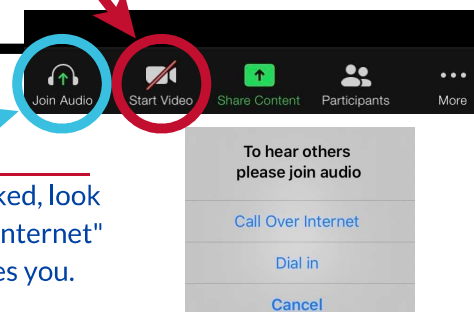 Join Audio Start Video Share Content Participants More
To hear others
please join audio
Call Over Internet
Dial in
Cancel
ked, look
nternet"
es you.